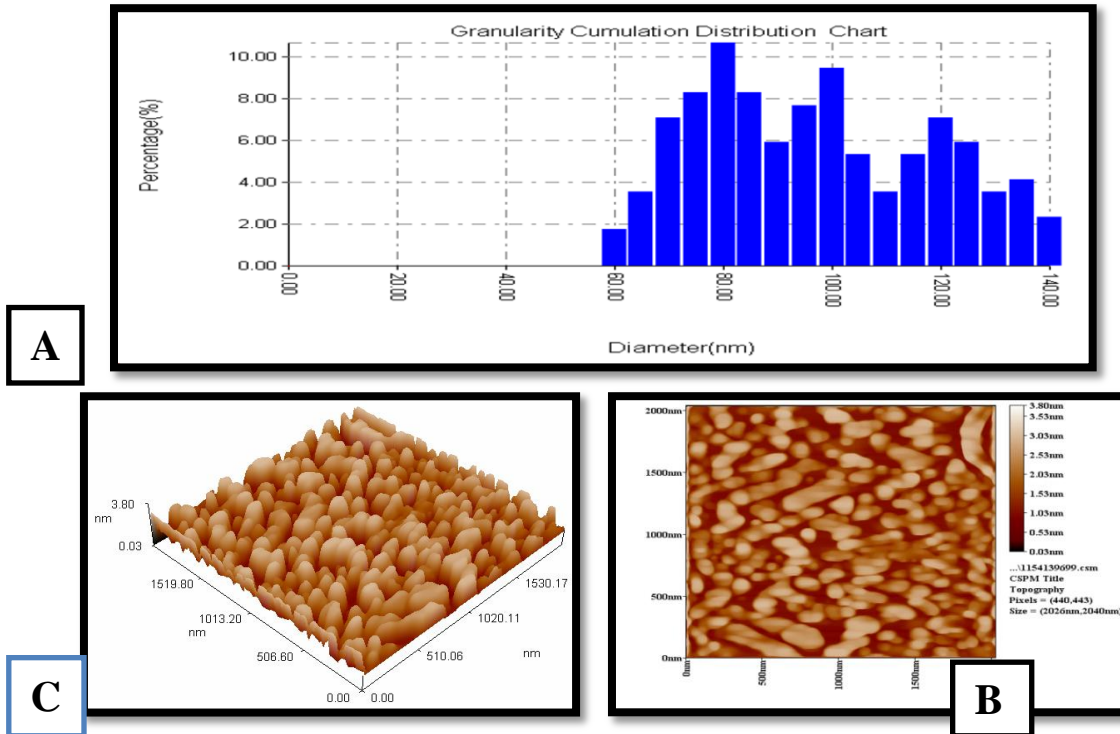 Granularity Cumulation Distribution Chart
Percentage(%)
10.00
8.00
6.00
4.00
2.00
0.00
0.00 20.00 40.00 60.00 80.00 100.00 120.00 140.00
Diameter(nm)
A
3.80
nm
0.03
1519.80
1013.20
nm
506.60
0.00
0.00
510.06
nm
1020.11
1530.17
C
2000nm
1500nm
1000nm
500nm
0nm
0nm 500nm 1000nm 1500nm
3.80nm
3.53nm
3.03nm
2.53nm
2.03nm
1.53nm
1.03nm
0.53nm
0.03nm
...\1154139699.csm
CSPM Title
Topography
Pixels = (440,443)
Size = (2026nm,2040nm)
B